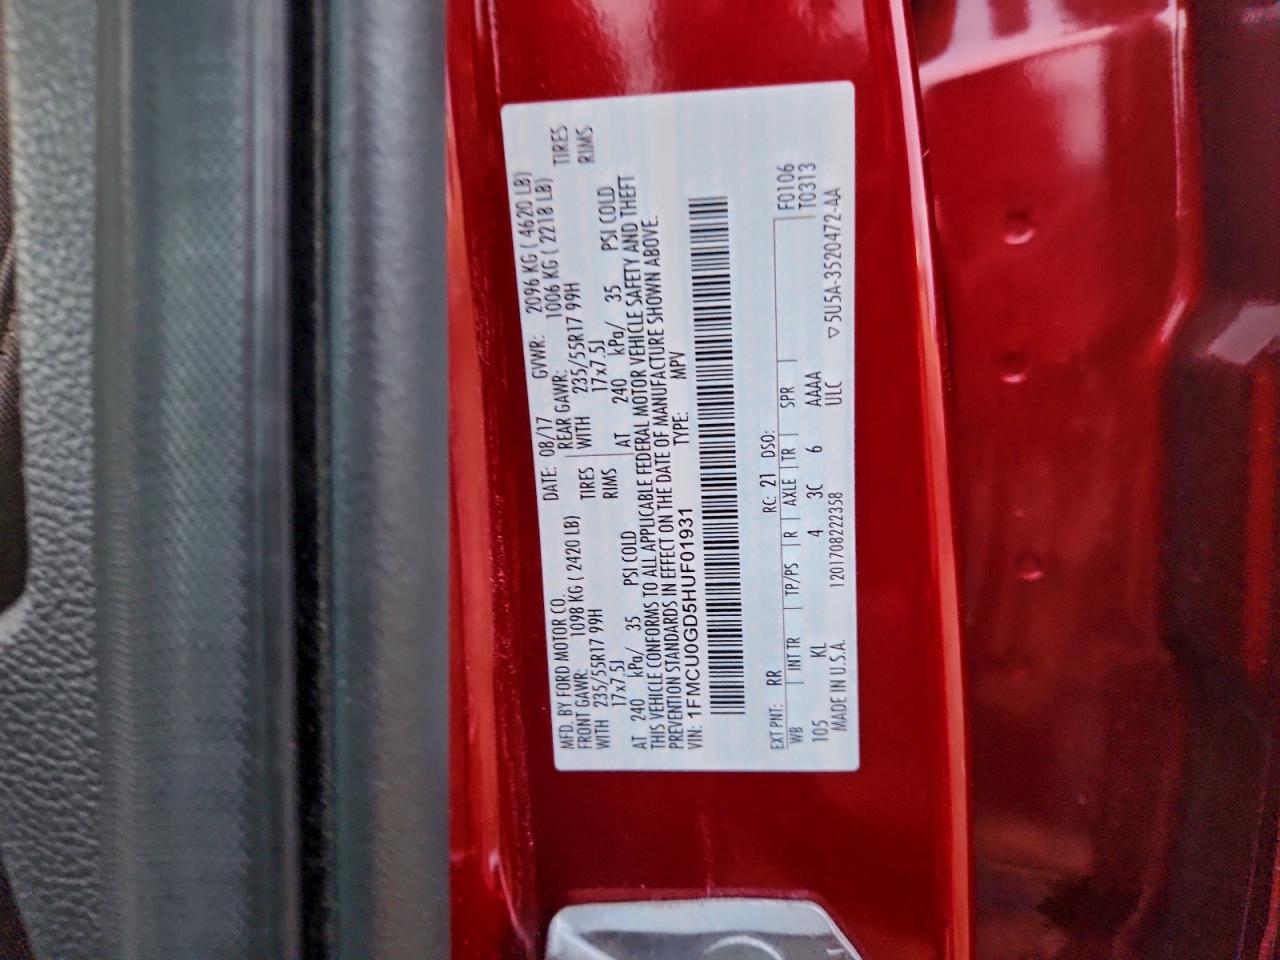 MFD. BY FORD MOTOR CO.
DATE: 08/17 GVWR: 2096 KG ( 4620 LB)
FRONT GAWR: 1098 KG ( 2420 LB) REAR GAWR: 1006 KG ( 2218 LB)
WITH 235/55R17 99H TIRES WITH 235/55R17 99H TIRES
17x7.5J RIMS 17x7.5J RIMS
AT 240 kPa/ 35 PSI COLD AT 240 kPa/ 35 PSI COLD
THIS VEHICLE CONFORMS TO ALL APPLICABLE FEDERAL MOTOR VEHICLE SAFETY AND THEFT
PREVENTION STANDARDS IN EFFECT ON THE DATE OF MANUFACTURE SHOWN ABOVE.
VIN: 1FMCU0GD5HUF01931 TYPE: MPV
EXT PNT: RR RC: 21 DSO:
WB | INT TR | TP/PS | R | AXLE | TR | SPR | F0106
105 KL 4 3C 6 AAAA T0313
MADE IN U.S.A. 1201708222358 ULC ▽ 5U5A-3520472-AA